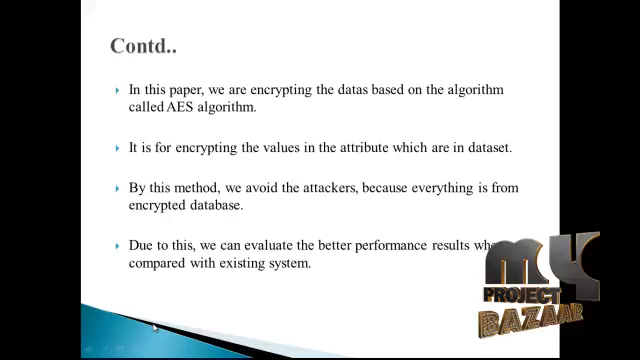 Contd..
In this paper, we are encrypting the datas based on the algorithm
called AES algorithm.
It is for encrypting the values in the attribute which are in dataset.
By this method, we avoid the attackers, because everything is from
encrypted database.
Due to this, we can evaluate the better performance results
compared with existing system.
MY
PROJECT
BAZAAR